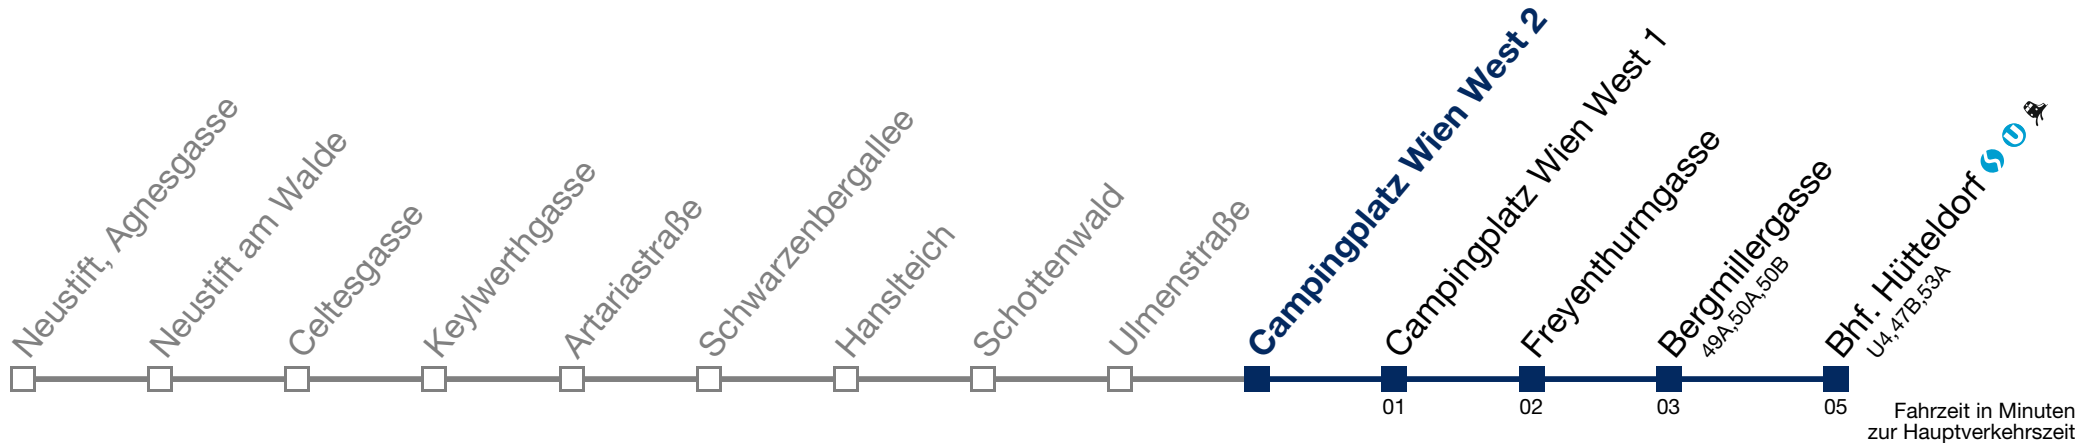 Neustift, Agnesgasse
Neustift am Walde
Celtesgasse
Keylwerthgasse
Artariastraße
Schwarzenbergallee
Hanslteich
Schottenwald
Ulmenstraße
Campingplatz Wien West 2
Campingplatz Wien West 1
Freyenthurmgasse
Bergmillergasse
49A,50A,50B
Bhf. Hütteldorf S U
U4,47B,53A
01
02
03
05
Fahrzeit in Minuten
zur Hauptverkehrszeit